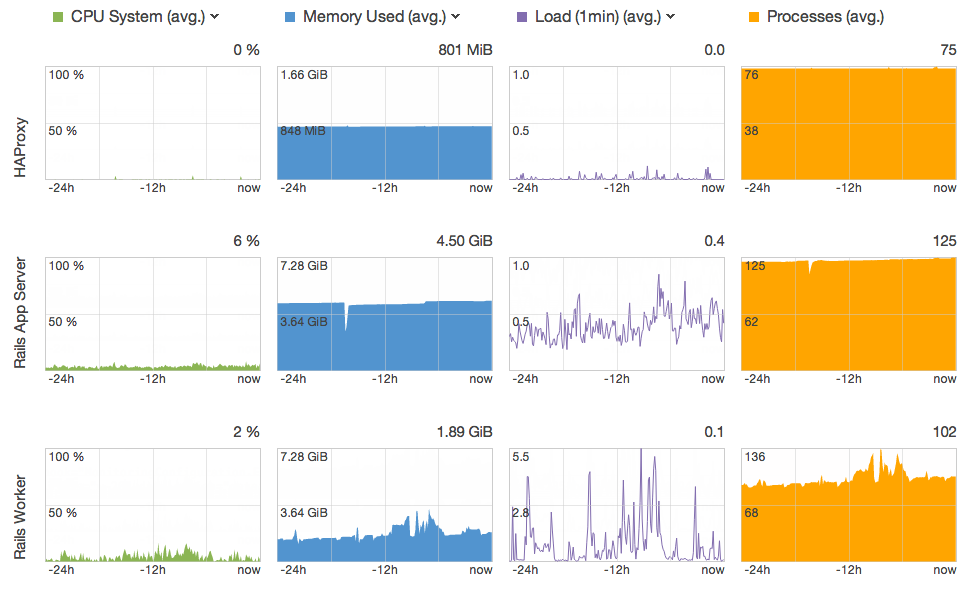 CPU System (avg.) Memory Used (avg.) Load (1min) (avg.) Processes (avg.)
HAProxy
0 % 801 MiB 0.0 75
100 % 1.66 GiB 1.0 76
50 % 848 MiB 0.5 38
-24h -12h now -24h -12h now -24h -12h now -24h -12h now
Rails App Server
6 % 4.50 GiB 0.4 125
100 % 7.28 GiB 1.0 125
50 % 3.64 GiB 0.5 62
-24h -12h now -24h -12h now -24h -12h now -24h -12h now
Rails Worker
2 % 1.89 GiB 0.1 102
100 % 7.28 GiB 5.5 136
50 % 3.64 GiB 2.8 68
-24h -12h now -24h -12h now -24h -12h now -24h -12h now